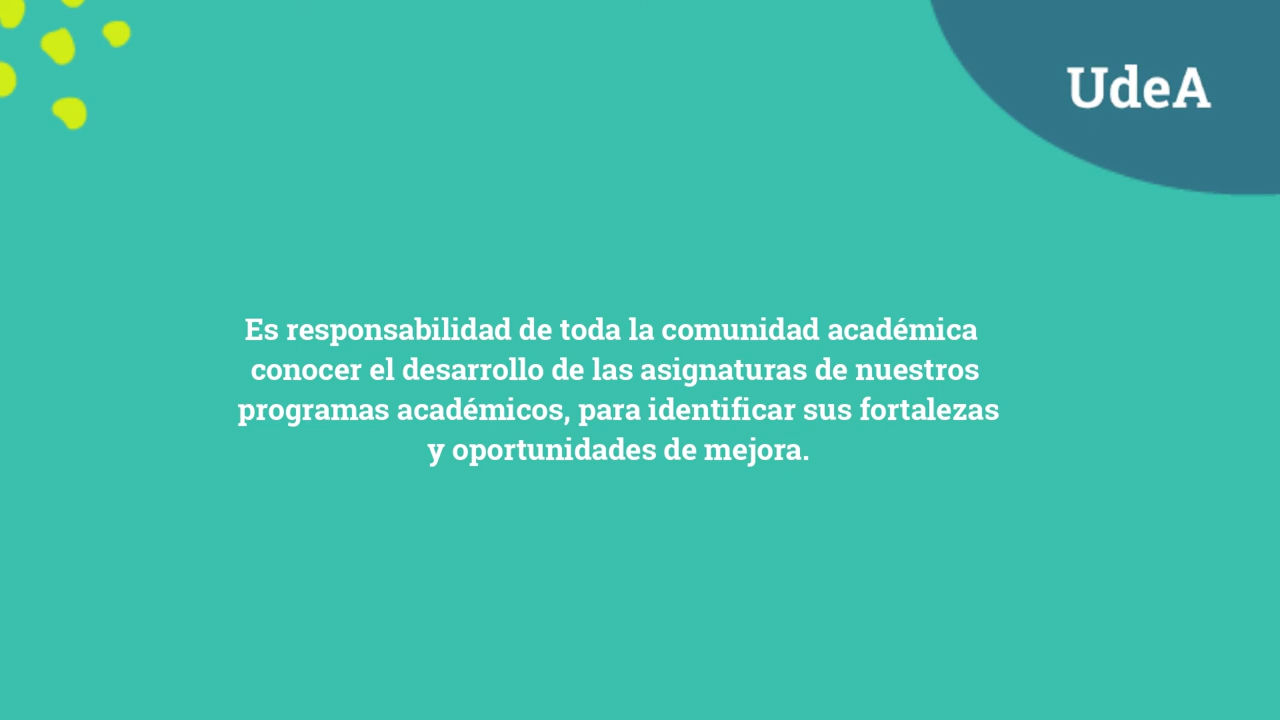 UdeA
Es responsabilidad de toda la comunidad académica
conocer el desarrollo de las asignaturas de nuestros
programas académicos, para identificar sus fortalezas
y oportunidades de mejora.